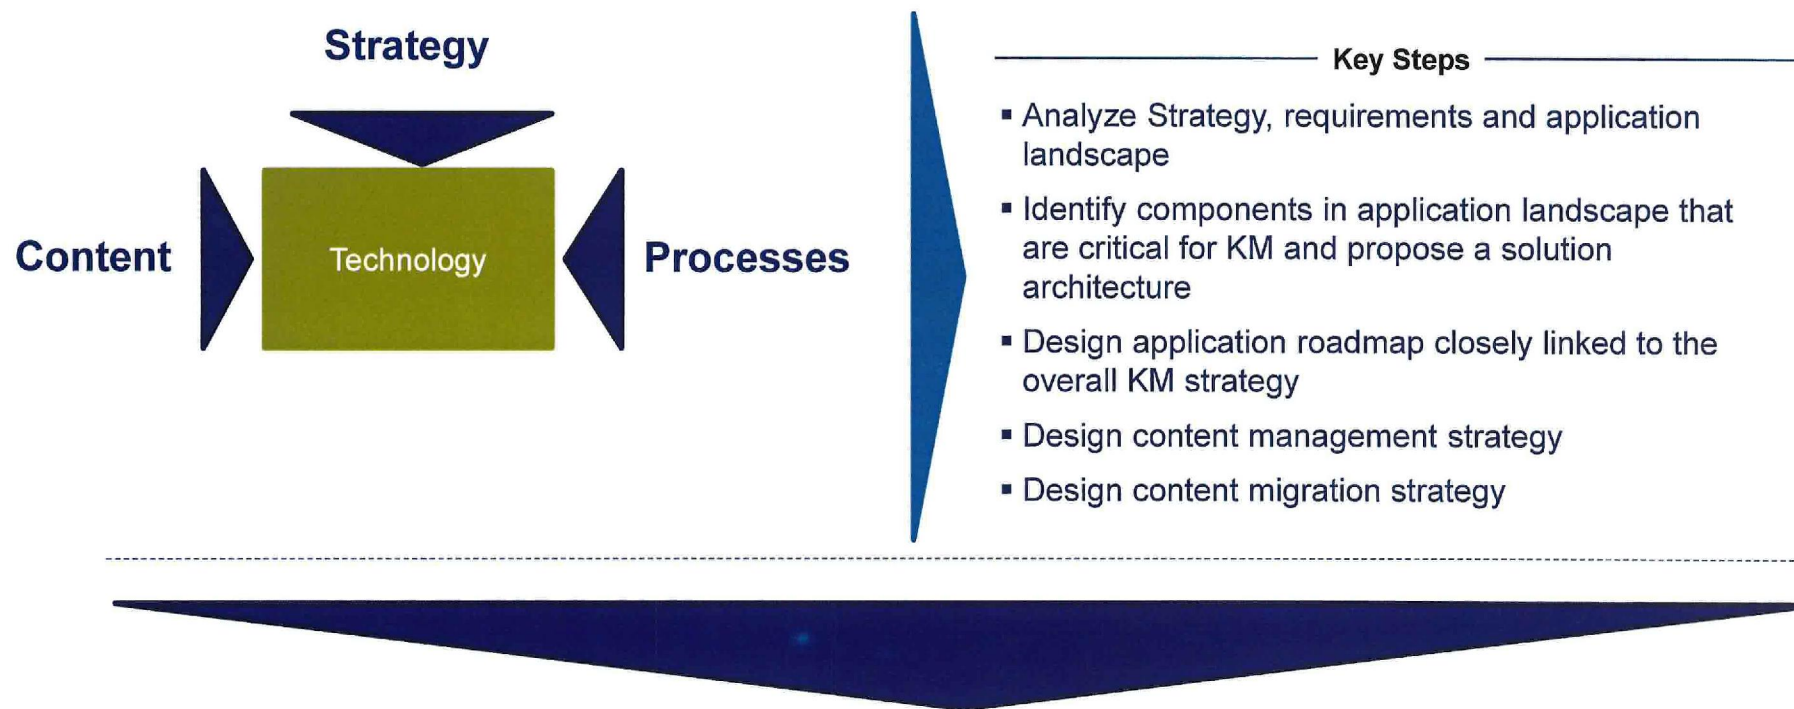 Strategy
Content
Technology
Processes
Key Steps
▪ Analyze Strategy, requirements and application
landscape
▪ Identify components in application landscape that
are critical for KM and propose a solution
architecture
▪ Design application roadmap closely linked to the
overall KM strategy
▪ Design content management strategy
▪ Design content migration strategy